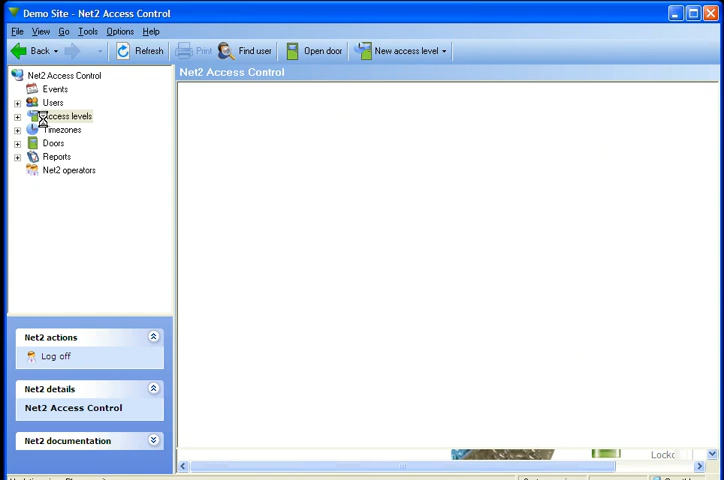 Demo Site - Net2 Access Control
File View Go Tools Options Help
Back Refresh Print Find user Open door New access level
Net2 Access Control
Net2 Access Control
Events
Users
Access levels
Timezones
Doors
Reports
Net2 operators
Net2 actions
Log off
Net2 details
Net2 Access Control
Net2 documentation